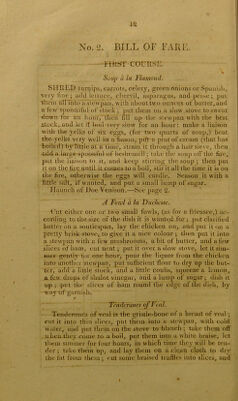 12
No. 2. BILL OF FARE.
FIRST COURSE.
Soup à la Flamond.
SHRED turnips, carrots, celery, green onions or Spanish,
very fine; add lettuce, chervil, asparagus, and pease; put
them all into a stewpan, with about two ounces of butter, and
a few spoonsful of stock; put them on a slow stove to sweat
down for an hour, then fill up the stewpan with the best
stock, and let it boil very slow for an hour: make a liaison
with the yelks of six eggs, (for two quarts of soup,) beat
the yelks very well in a bason; put a pint of cream (that has
boiled) by little at a time, strain it through a hair sieve, then
add a large spoonful of beshemell; take the soup off the fire,
put the liaison to it, and keep stirring the soup; then put
it on the fire until it comes to a boil, stir it all the time it is on
the fire, otherwise the eggs will curdle. Season it with a
little salt, if wanted, and put a small lump of sugar.
Haunch of Doe Venison.—See page 2.
A Fowl à la Duchesse.
Cut either one or two small fowls, (as for a fricassee,) ac-
cording to the size of the dish it is wanted for; put clarified
butter on a sautiespan, lay the chicken on, and put it on a
pretty brisk stove, to give it a nice colour; then put it into
a stewpan with a few mushrooms, a bit of butter, and a few
slices of ham, cut neat; put it over a slow stove, let it sim-
mer gently for one hour, pour the liquor from the chicken
into another stewpan, put sufficient flour to dry up the but-
ter, add a little stock, and a little coulis, squeeze a lemon,
a few drops of shalot vinegar, and a lump of sugar; dish it
up; put the slices of ham round the edge of the dish, by
way of garnish.
Tenderones of Veal.
Tenderones of veal is the gristle-bone of a breast of veal;
cut it into thin slices, put them into a stewpan, with cold
water, and put them on the stove to blanch; take them off
when they come to a boil, put them into a white braise, let
them simmer for four hours, in which time they will be ten-
der; take them up, and lay them on a clean cloth to dry
the fat from them; cut some braised truffles into slices, and